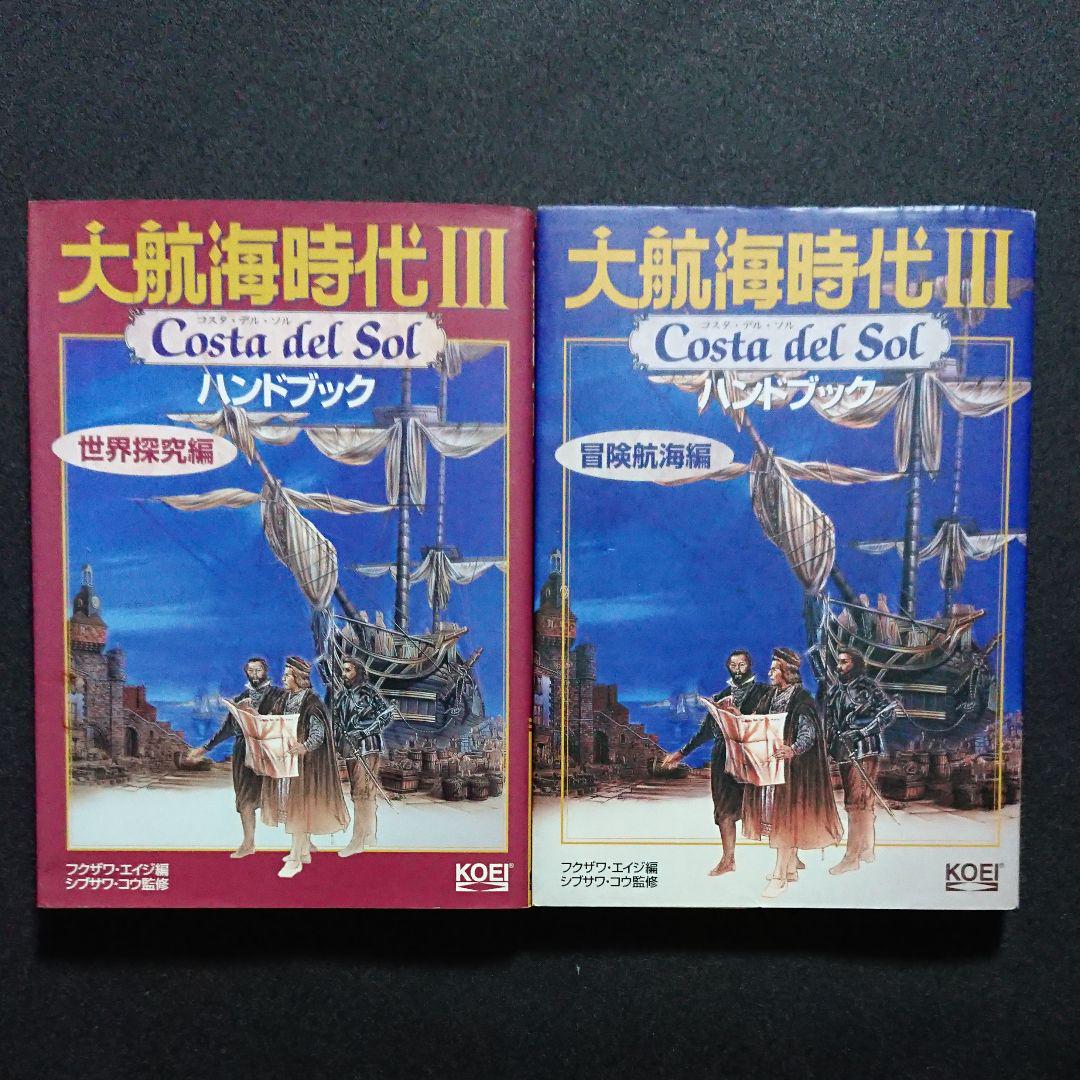 大航海時代III
コスタ・デル・ソル
Costa del Sol
ハンドブック
世界探究編
フクザワ・エイジ編
シブサワ・コウ監修
KOEI®
大航海時代III
コスタ・デル・ソル
Costa del Sol
ハンドブック
冒険航海編
フクザワ・エイジ編
シブサワ・コウ監修
KOEI®